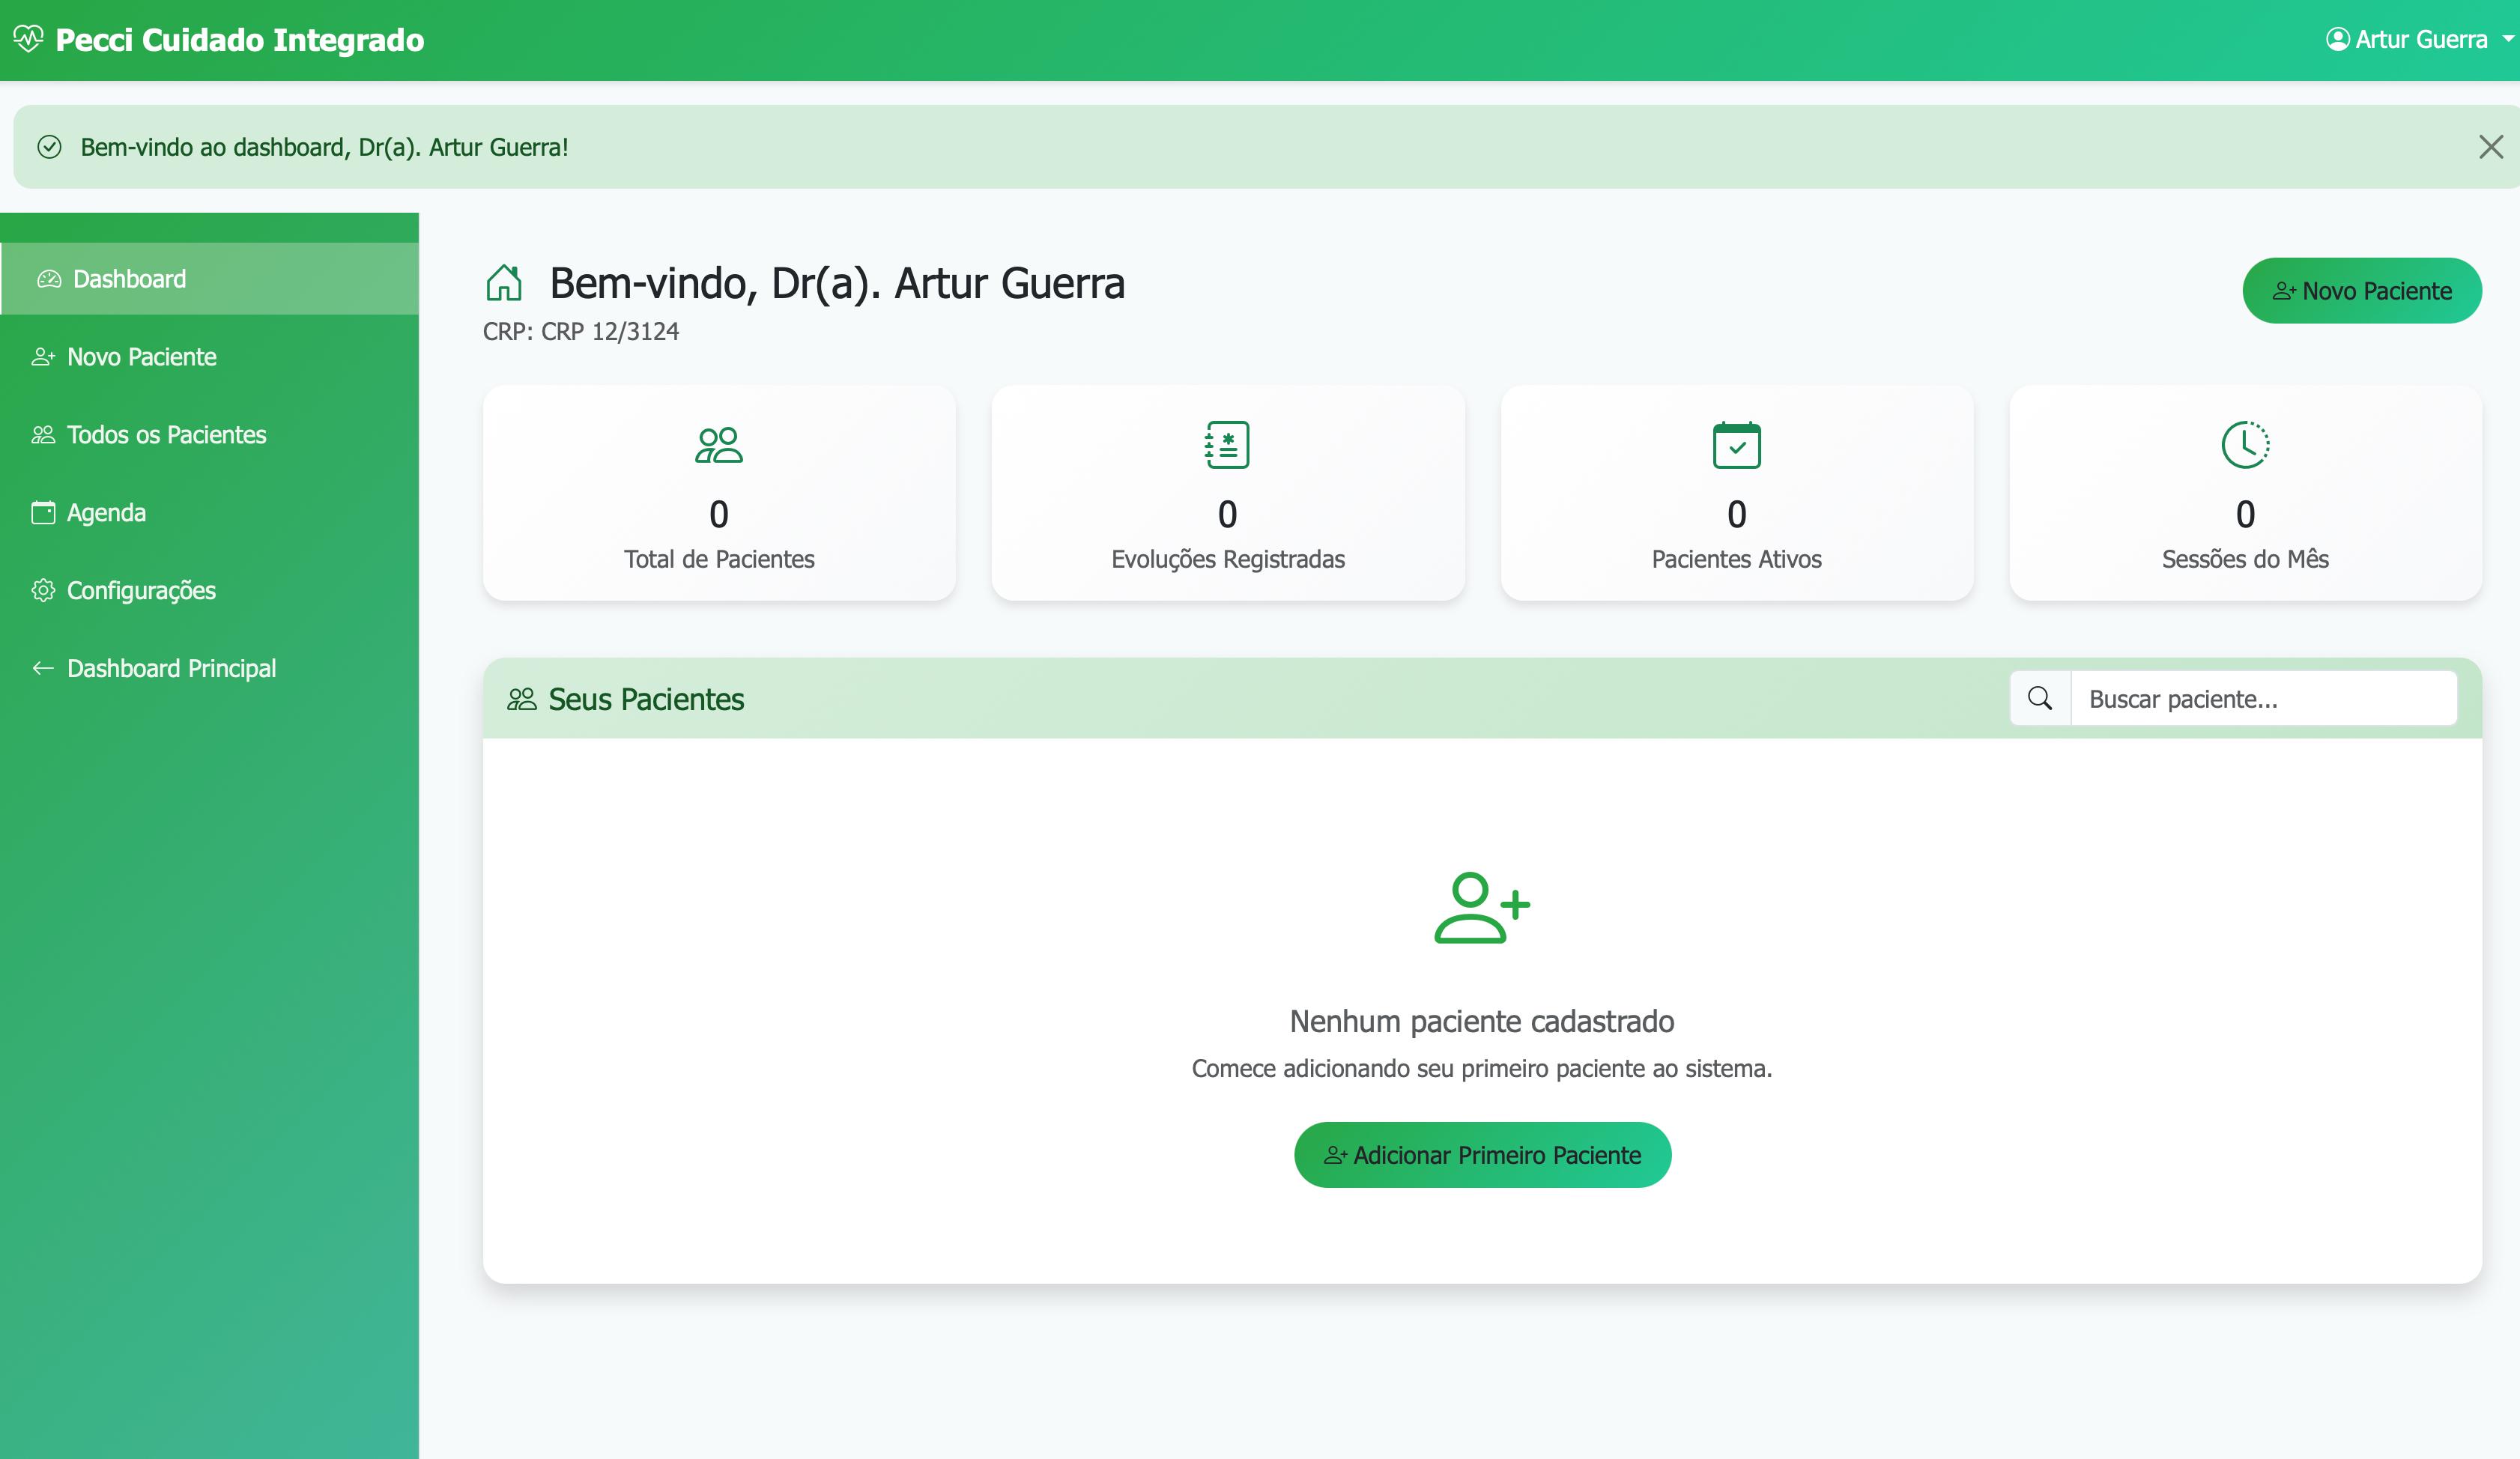 Pecci Cuidado Integrado
Artur Guerra
Bem-vindo ao dashboard, Dr(a). Artur Guerra!
Dashboard
Novo Paciente
Todos os Pacientes
Agenda
Configurações
Dashboard Principal
Bem-vindo, Dr(a). Artur Guerra
CRP: CRP 12/3124
Novo Paciente
0
Total de Pacientes
0
Evoluções Registradas
0
Pacientes Ativos
0
Sessões do Mês
Seus Pacientes
Buscar paciente...
Nenhum paciente cadastrado
Comece adicionando seu primeiro paciente ao sistema.
Adicionar Primeiro Paciente